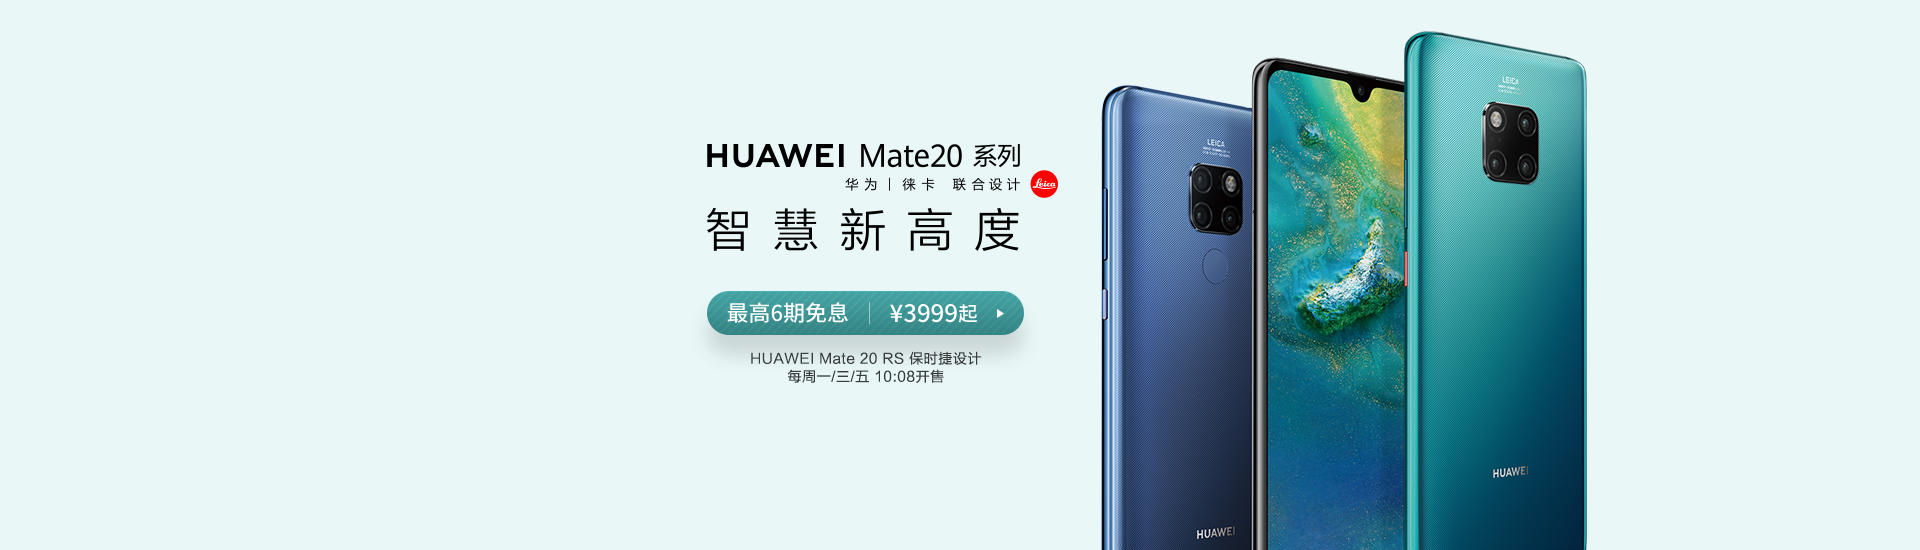 HUAWEI Mate20 系列
华为｜徕卡 联合设计
Leica
智慧新高度
最高6期免息｜¥3999起
HUAWEI Mate 20 RS 保时捷设计
每周一/三/五 10:08开售
LEICA
HUAWEI
LEICA
HUAWEI